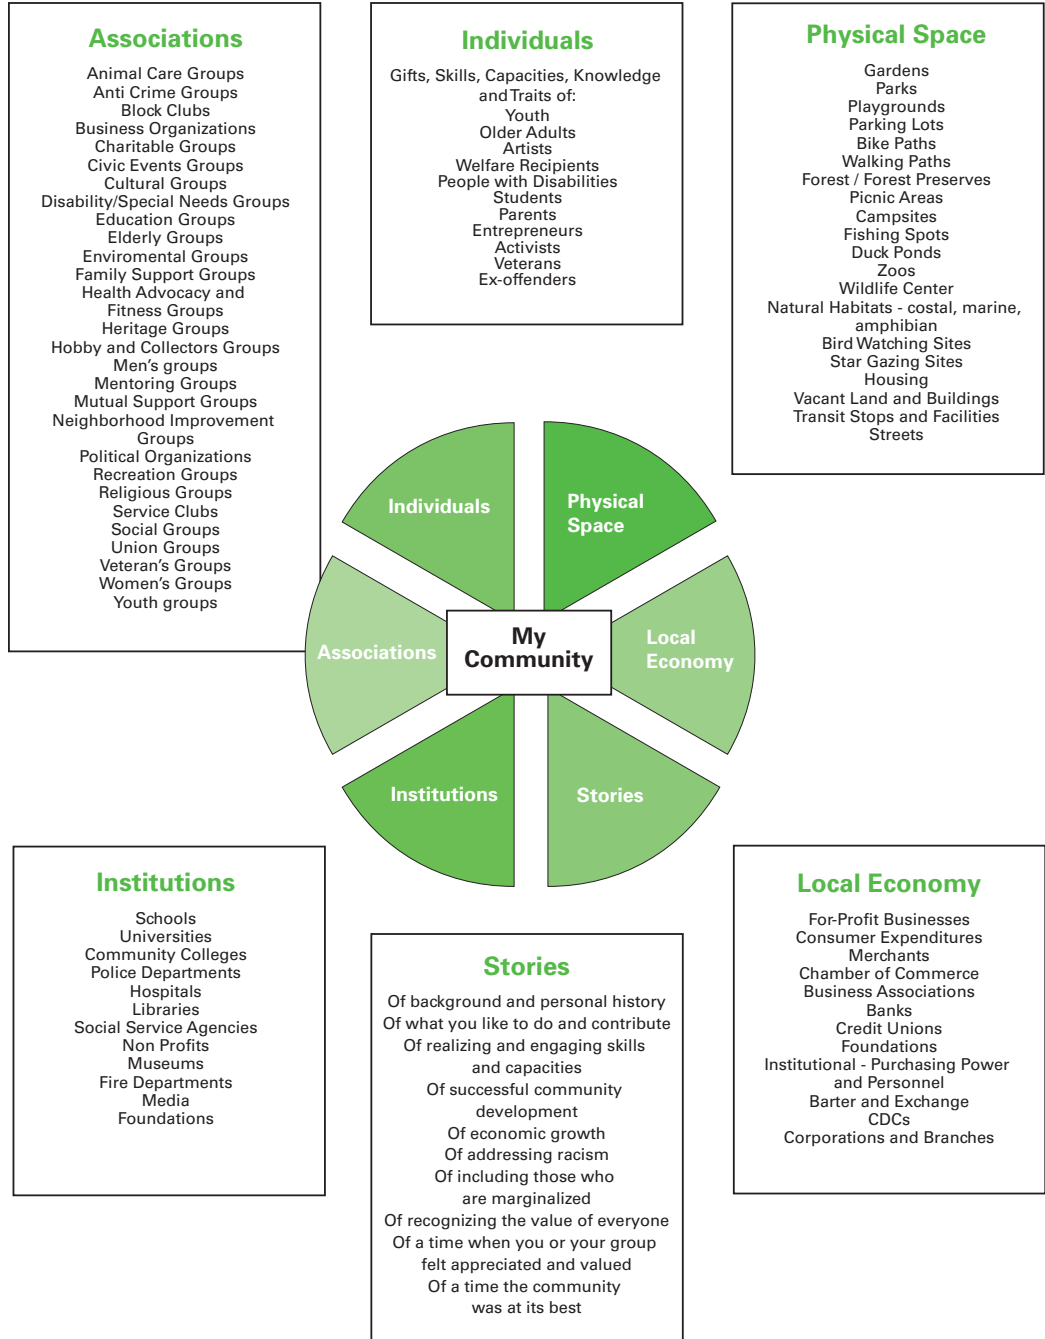 Associations
Animal Care Groups
Anti Crime Groups
Block Clubs
Business Organizations
Charitable Groups
Civic Events Groups
Cultural Groups
Disability/Special Needs Groups
Education Groups
Elderly Groups
Enviromental Groups
Family Support Groups
Health Advocacy and
Fitness Groups
Heritage Groups
Hobby and Collectors Groups
Men's groups
Mentoring Groups
Mutual Support Groups
Neighborhood Improvement
Groups
Political Organizations
Recreation Groups
Religious Groups
Service Clubs
Social Groups
Union Groups
Veteran's Groups
Women's Groups
Youth groups
Individuals
Gifts, Skills, Capacities, Knowledge
and Traits of:
Youth
Older Adults
Artists
Welfare Recipients
People with Disabilities
Students
Parents
Entrepreneurs
Activists
Veterans
Ex-offenders
Physical Space
Gardens
Parks
Playgrounds
Parking Lots
Bike Paths
Walking Paths
Forest / Forest Preserves
Picnic Areas
Campsites
Fishing Spots
Duck Ponds
Zoos
Wildlife Center
Natural Habitats - costal, marine,
amphibian
Bird Watching Sites
Star Gazing Sites
Housing
Vacant Land and Buildings
Transit Stops and Facilities
Streets
Individuals
Physical
Space
Associations
My
Community
Local
Economy
Institutions
Stories
Institutions
Schools
Universities
Community Colleges
Police Departments
Hospitals
Libraries
Social Service Agencies
Non Profits
Museums
Fire Departments
Media
Foundations
Stories
Of background and personal history
Of what you like to do and contribute
Of realizing and engaging skills
and capacities
Of successful community
development
Of economic growth
Of addressing racism
Of including those who
are marginalized
Of recognizing the value of everyone
Of a time when you or your group
felt appreciated and valued
Of a time the community
was at its best
Local Economy
For-Profit Businesses
Consumer Expenditures
Merchants
Chamber of Commerce
Business Associations
Banks
Credit Unions
Foundations
Institutional - Purchasing Power
and Personnel
Barter and Exchange
CDCs
Corporations and Branches